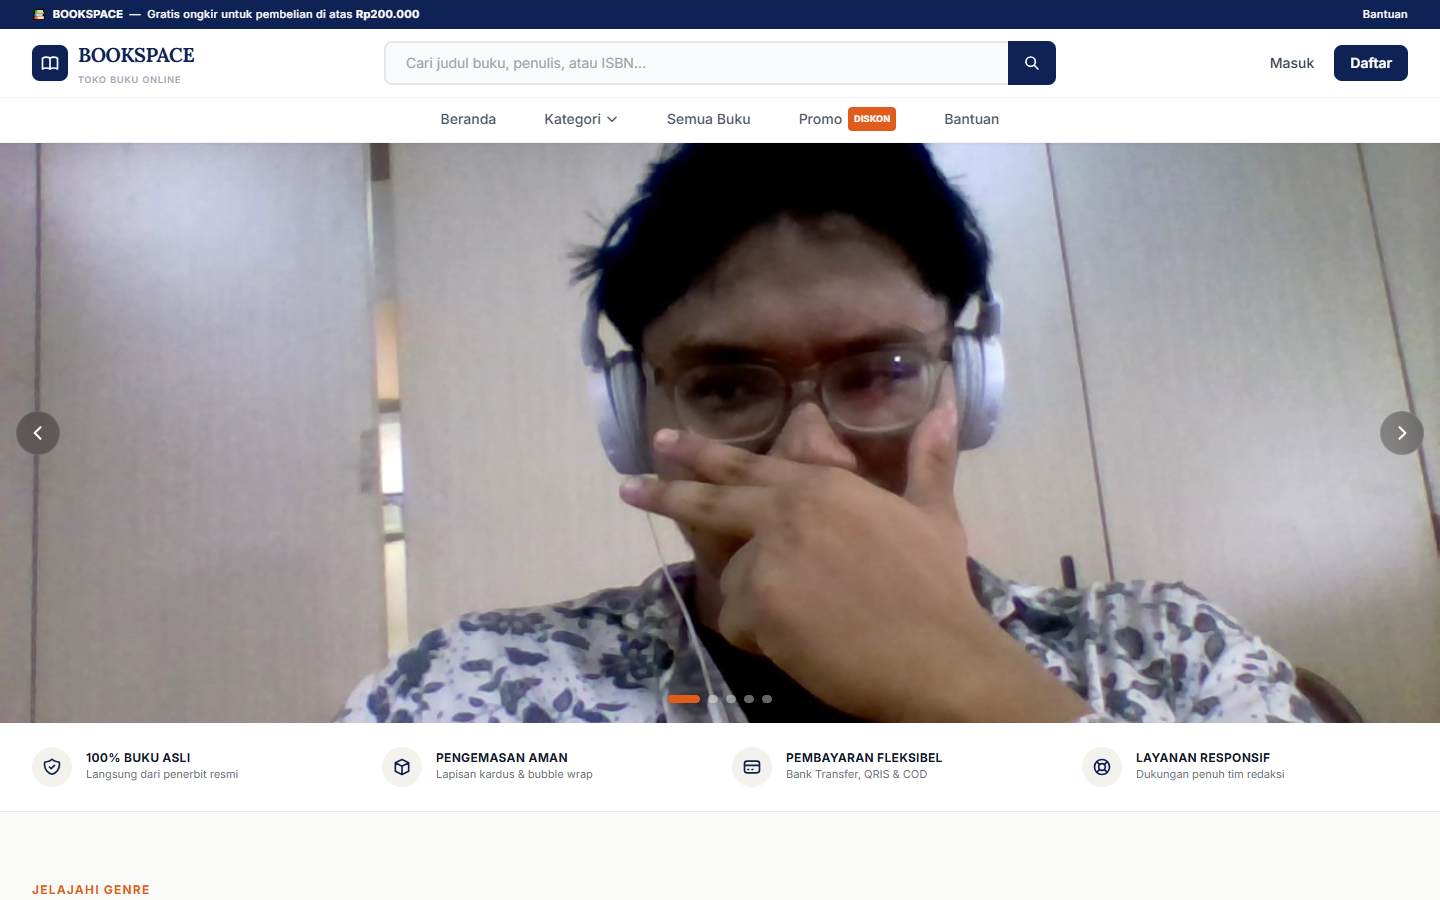 BOOKSPACE — Gratis ongkir untuk pembelian di atas Rp200.000
Bantuan
BOOKSPACE
TOKO BUKU ONLINE
Cari judul buku, penulis, atau ISBN...
Masuk
Daftar
Beranda
Kategori
Semua Buku
Promo DISKON
Bantuan
100% BUKU ASLI
Langsung dari penerbit resmi
PENGEMASAN AMAN
Lapisan kardus & bubble wrap
PEMBAYARAN FLEKSIBEL
Bank Transfer, QRIS & COD
LAYANAN RESPONSIF
Dukungan penuh tim redaksi
JELAJAHI GENRE